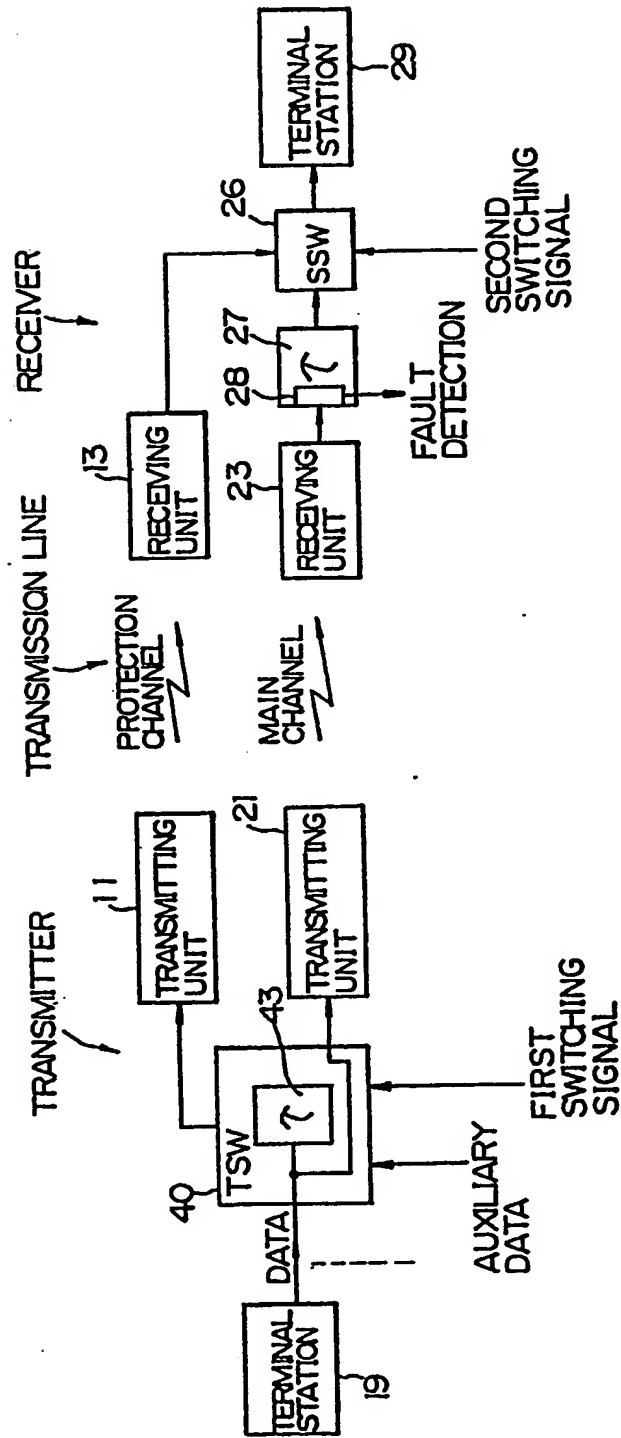 TRANSMITTER
TRANSMISSION LINE
RECEIVER
11
TRANSMITTING
UNIT
PROTECTION
CHANNEL
13
RECEIVING
UNIT
40
TSW
43
τ
DATA
TERMINAL
STATION
19
21
TRANSMITTING
UNIT
MAIN
CHANNEL
23
RECEIVING
UNIT
28
27
τ
26
SSW
TERMINAL
STATION
29
AUXILIARY
DATA
FIRST
SWITCHING
SIGNAL
FAULT
DETECTION
SECOND
SWITCHING
SIGNAL